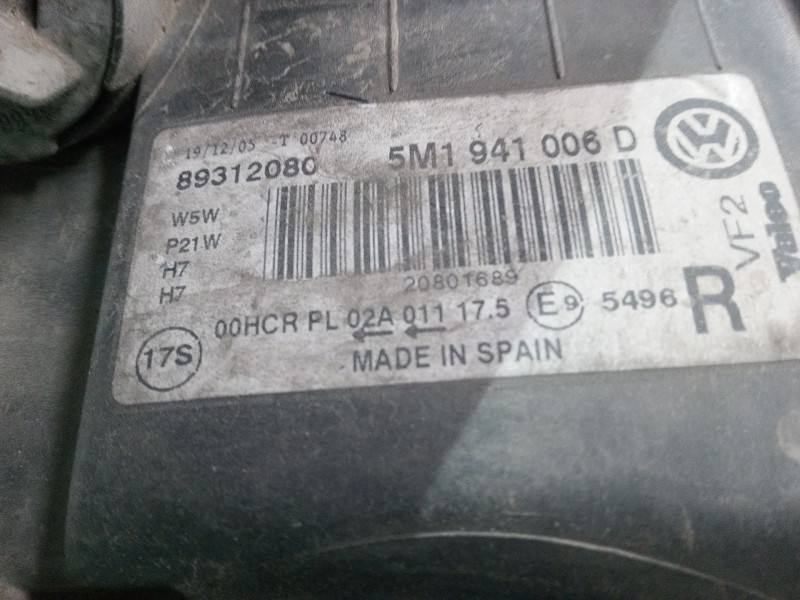 19/12/05 -T 00748
89312080 5M1 941 006 D
W5W
P21W
H7
H7
20801689
00HCR PL 02A 011 17.5 E9 5496 R
17S
MADE IN SPAIN
VF2
Valeo
VW